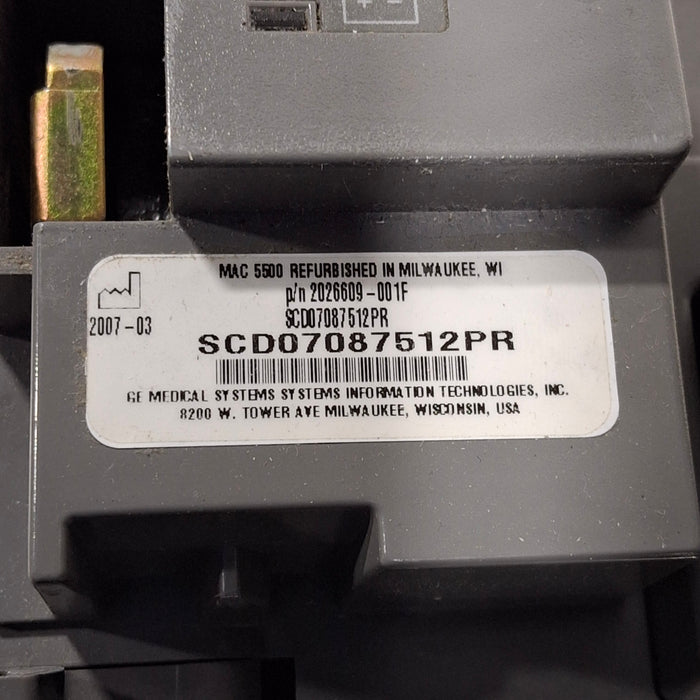 MAC 5500 REFURBISHED IN MILWAUKEE, WI
p/n 2026609-001F
SCD07087512PR
2007-03
SCD07087512PR
GE MEDICAL SYSTEMS SYSTEMS INFORMATION TECHNOLOGIES, INC.
8200 W. TOWER AVE MILWAUKEE, WISCONSIN, USA